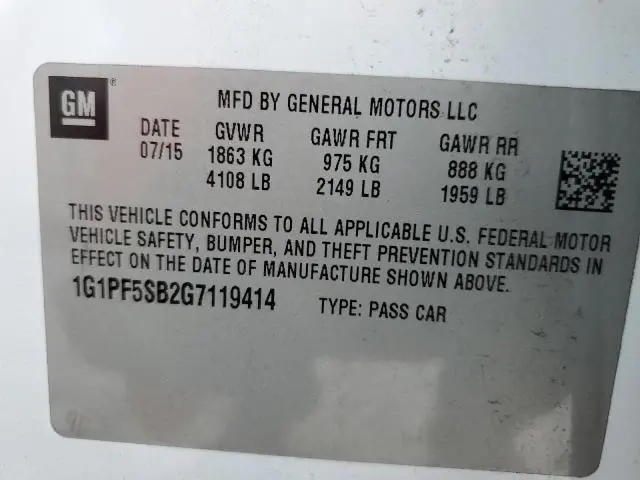 GM ®
MFD BY GENERAL MOTORS LLC
DATE GVWR GAWR FRT GAWR RR
07/15 1863 KG 975 KG 888 KG
4108 LB 2149 LB 1959 LB
THIS VEHICLE CONFORMS TO ALL APPLICABLE U.S. FEDERAL MOTOR
VEHICLE SAFETY, BUMPER, AND THEFT PREVENTION STANDARDS IN
EFFECT ON THE DATE OF MANUFACTURE SHOWN ABOVE.
1G1PF5SB2G7119414 TYPE: PASS CAR